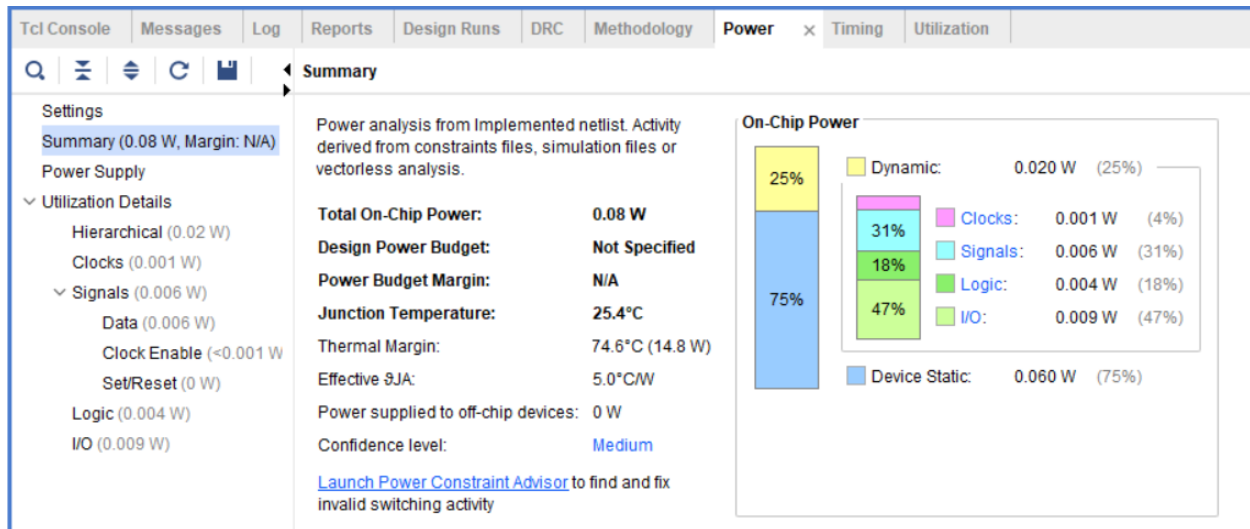 Tcl Console Messages Log Reports Design Runs DRC Methodology Power × Timing Utilization
Summary
Settings
Summary (0.08 W, Margin: N/A)
Power Supply
Utilization Details
Hierarchical (0.02 W)
Clocks (0.001 W)
Signals (0.006 W)
Data (0.006 W)
Clock Enable (<0.001 W
Set/Reset (0 W)
Logic (0.004 W)
I/O (0.009 W)
Power analysis from Implemented netlist. Activity
derived from constraints files, simulation files or
vectorless analysis.
Total On-Chip Power: 0.08 W
Design Power Budget: Not Specified
Power Budget Margin: N/A
Junction Temperature: 25.4°C
Thermal Margin: 74.6°C (14.8 W)
Effective ϑJA: 5.0°C/W
Power supplied to off-chip devices: 0 W
Confidence level: Medium
Launch Power Constraint Advisor to find and fix
invalid switching activity
On-Chip Power
25%
75%
Dynamic: 0.020 W (25%)
31%
18%
47%
Clocks: 0.001 W (4%)
Signals: 0.006 W (31%)
Logic: 0.004 W (18%)
I/O: 0.009 W (47%)
Device Static: 0.060 W (75%)